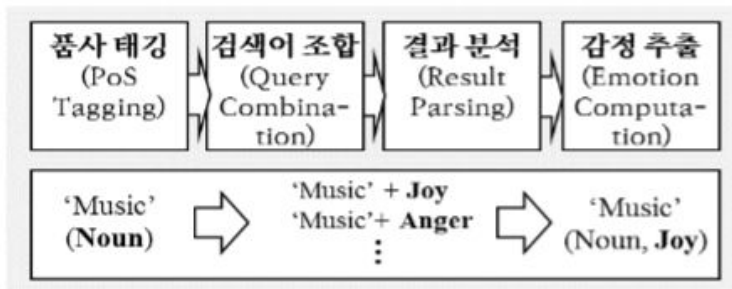 품사 태깅
(PoS
Tagging)
검색어 조합
(Query
Combina-
tion)
결과 분석
(Result
Parsing)
감정 추출
(Emotion
Computa-
tion)
‘Music’
(Noun)
‘Music’ + Joy
‘Music’+ Anger
⋮
‘Music’
(Noun, Joy)